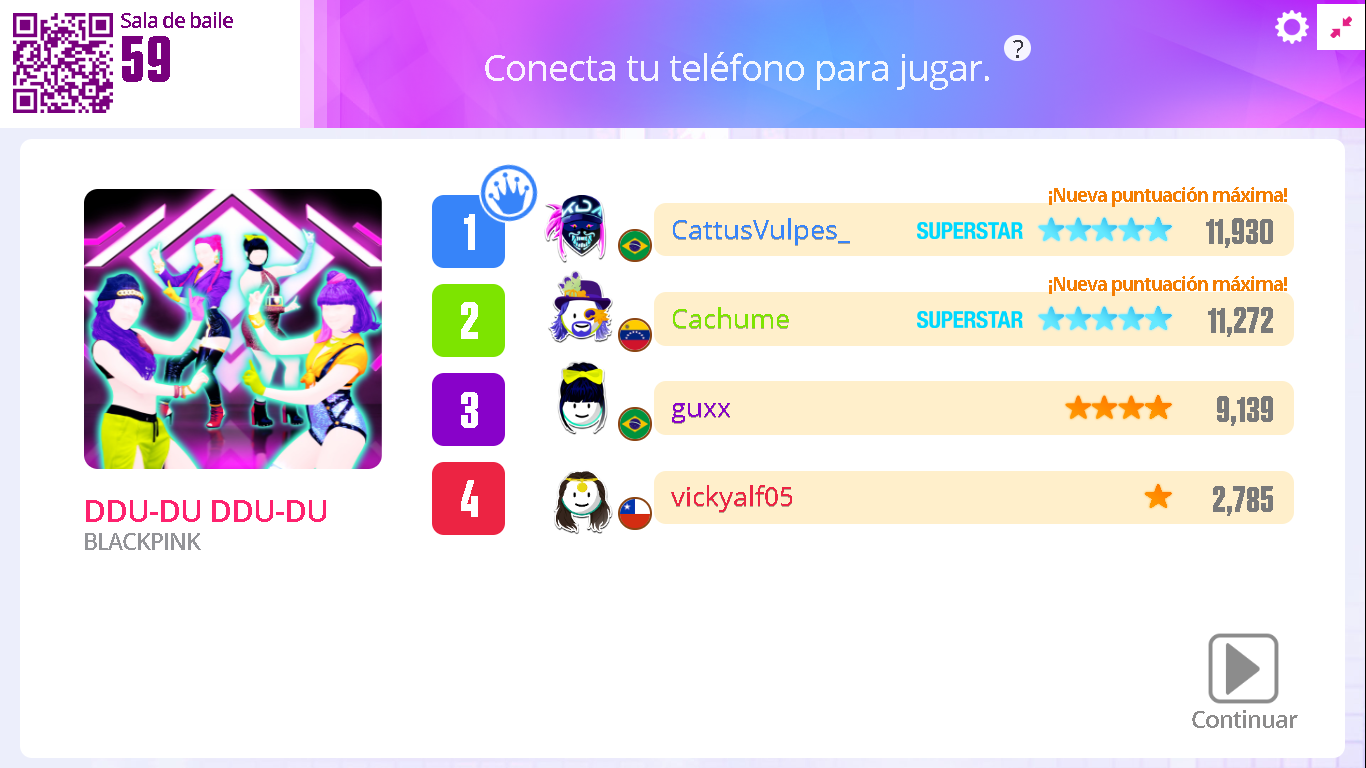 Sala de baile
59
Conecta tu teléfono para jugar.
?
¡Nueva puntuación máxima!
1 CattusVulpes_ SUPERSTAR 11,930
¡Nueva puntuación máxima!
2 Cachume SUPERSTAR 11,272
3 guxx 9,139
4 vickyalf05 2,785
DDU-DU DDU-DU
BLACKPINK
Continuar